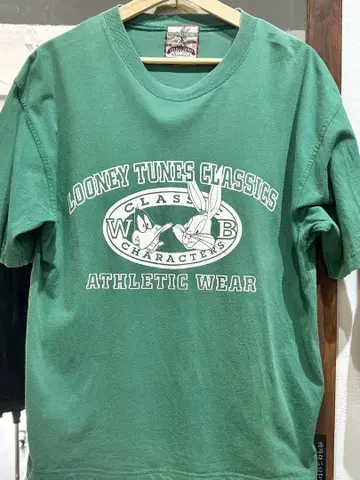 LOONEY TUNES CLASSICS
CLASSIC
W B
CHARACTERS
ATHLETIC WEAR